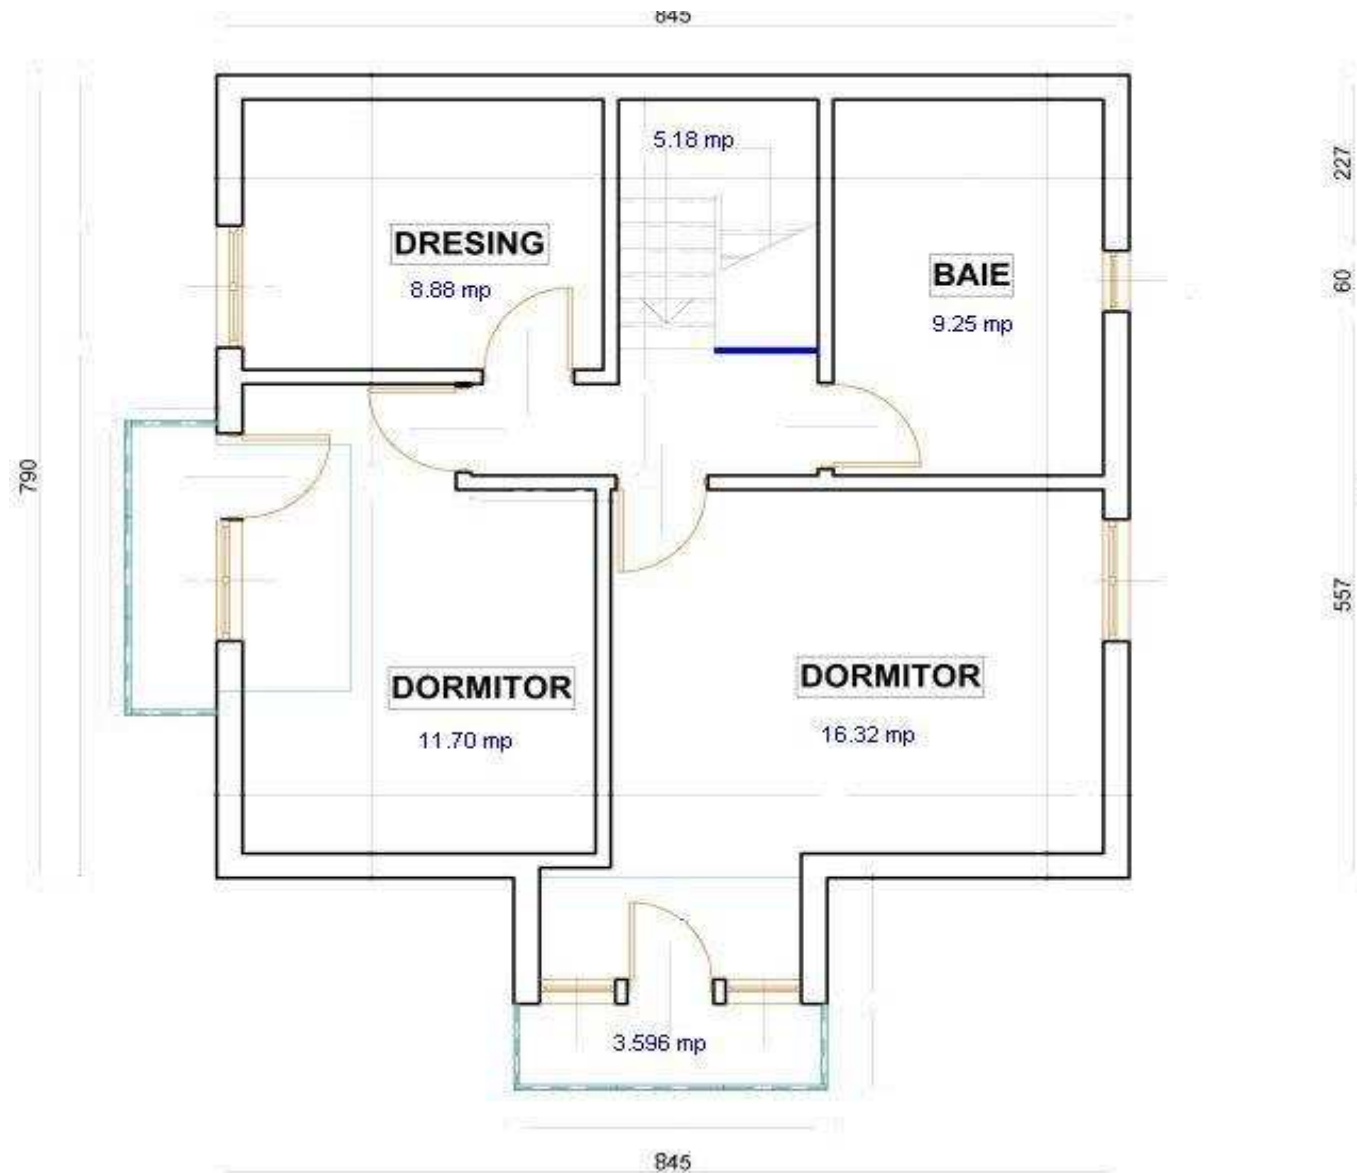 845
5.18 mp
227
DRESING
8.88 mp
BAIE
9.25 mp
60
790
557
DORMITOR
11.70 mp
DORMITOR
16.32 mp
3.596 mp
845